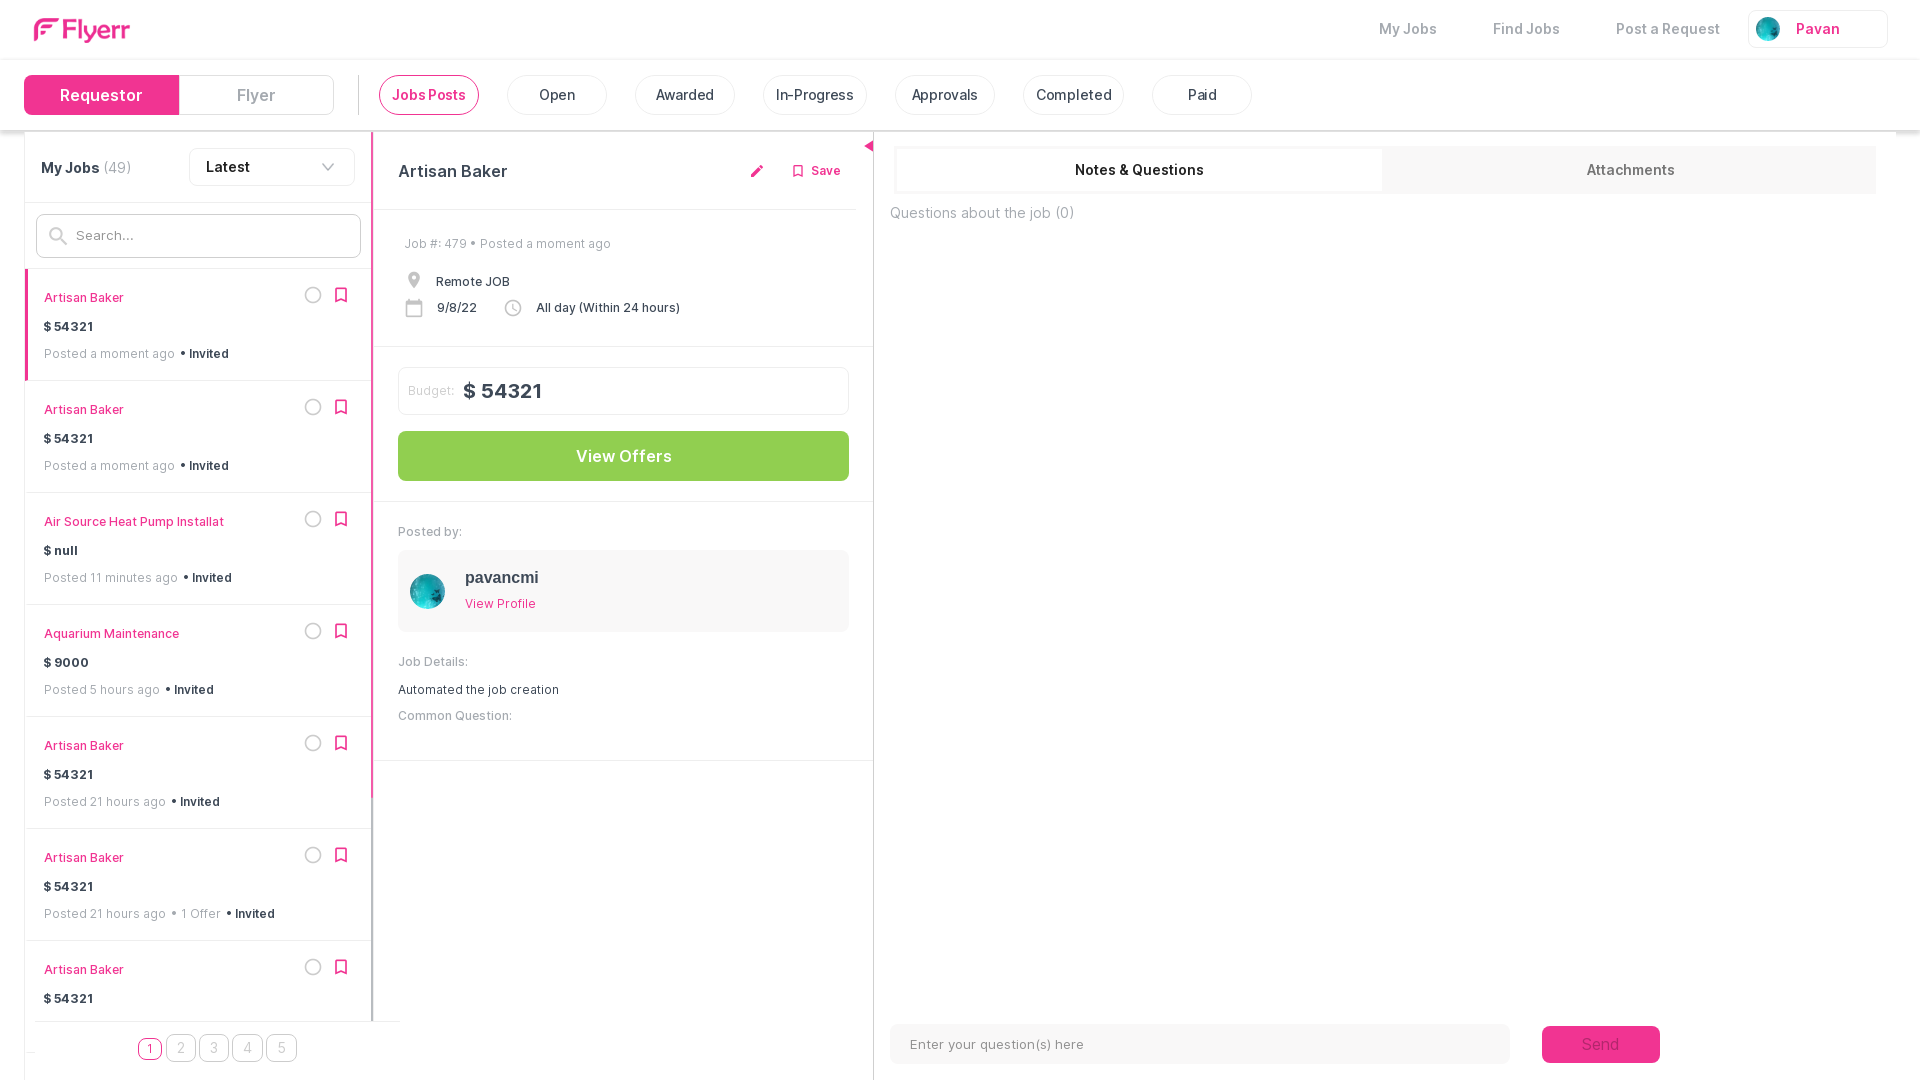 Flyerr
My Jobs
Find Jobs
Post a Request
Pavan
Requestor
Flyer
Jobs Posts
Open
Awarded
In-Progress
Approvals
Completed
Paid
My Jobs (49)
Latest
Search...
Artisan Baker
$ 54321
Posted a moment ago • Invited
Artisan Baker
$ 54321
Posted a moment ago • Invited
Air Source Heat Pump Installat
$ null
Posted 11 minutes ago • Invited
Aquarium Maintenance
$ 9000
Posted 5 hours ago • Invited
Artisan Baker
$ 54321
Posted 21 hours ago • Invited
Artisan Baker
$ 54321
Posted 21 hours ago • 1 Offer • Invited
Artisan Baker
$ 54321
1 2 3 4 5
Artisan Baker
Save
Job #: 479 • Posted a moment ago
Remote JOB
9/8/22
All day (Within 24 hours)
Budget: $ 54321
View Offers
Posted by:
pavancmi
View Profile
Job Details:
Automated the job creation
Common Question:
Notes & Questions
Attachments
Questions about the job (0)
Enter your question(s) here
Send